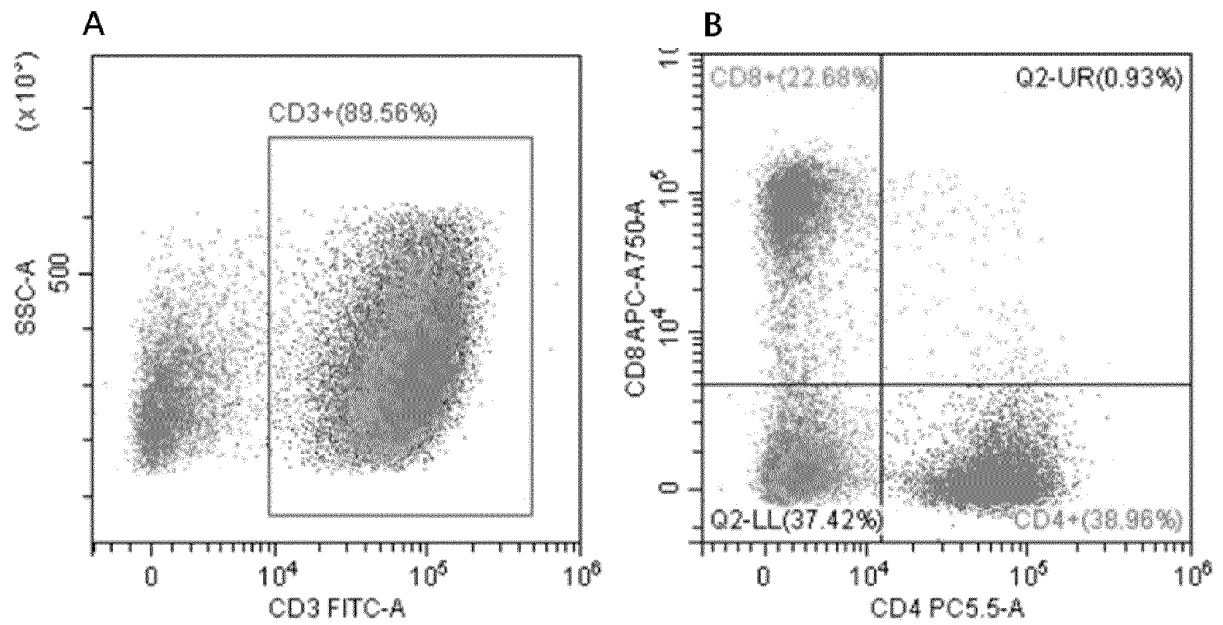 A
(x 10³)
SSC-A
500
CD3+(89.56%)
0 10⁴ 10⁵ 10⁶
CD3 FITC-A
B
CD8+(22.68%)
Q2-UR(0.93%)
CD8 APC-A750-A
10⁵
10⁴
0
Q2-LL(37.42%)
CD4+(38.96%)
0 10⁴ 10⁵ 10⁶
CD4 PC5.5-A